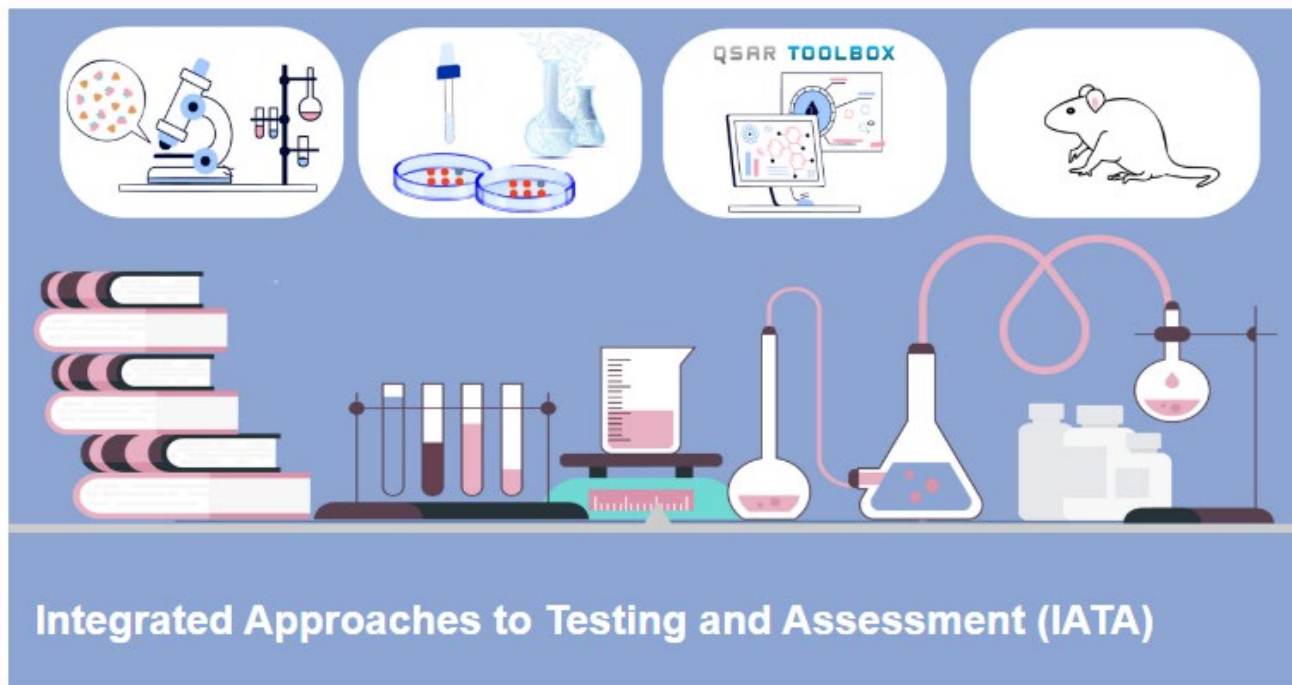 QSAR TOOLBOX
Integrated Approaches to Testing and Assessment (IATA)